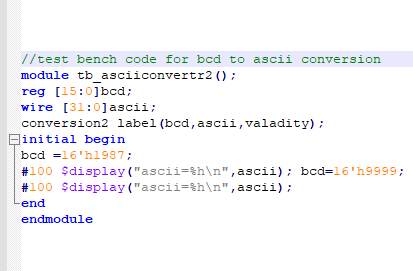 //test bench code for bcd to ascii conversion
module tb_asciiconvertr2();
reg [15:0]bcd;
wire [31:0]ascii;
conversion2 label(bcd,ascii,valadity);
initial begin
bcd =16'h1987;
#100 $display("ascii=%h\n",ascii); bcd=16'h9999;
#100 $display("ascii=%h\n",ascii);
end
endmodule